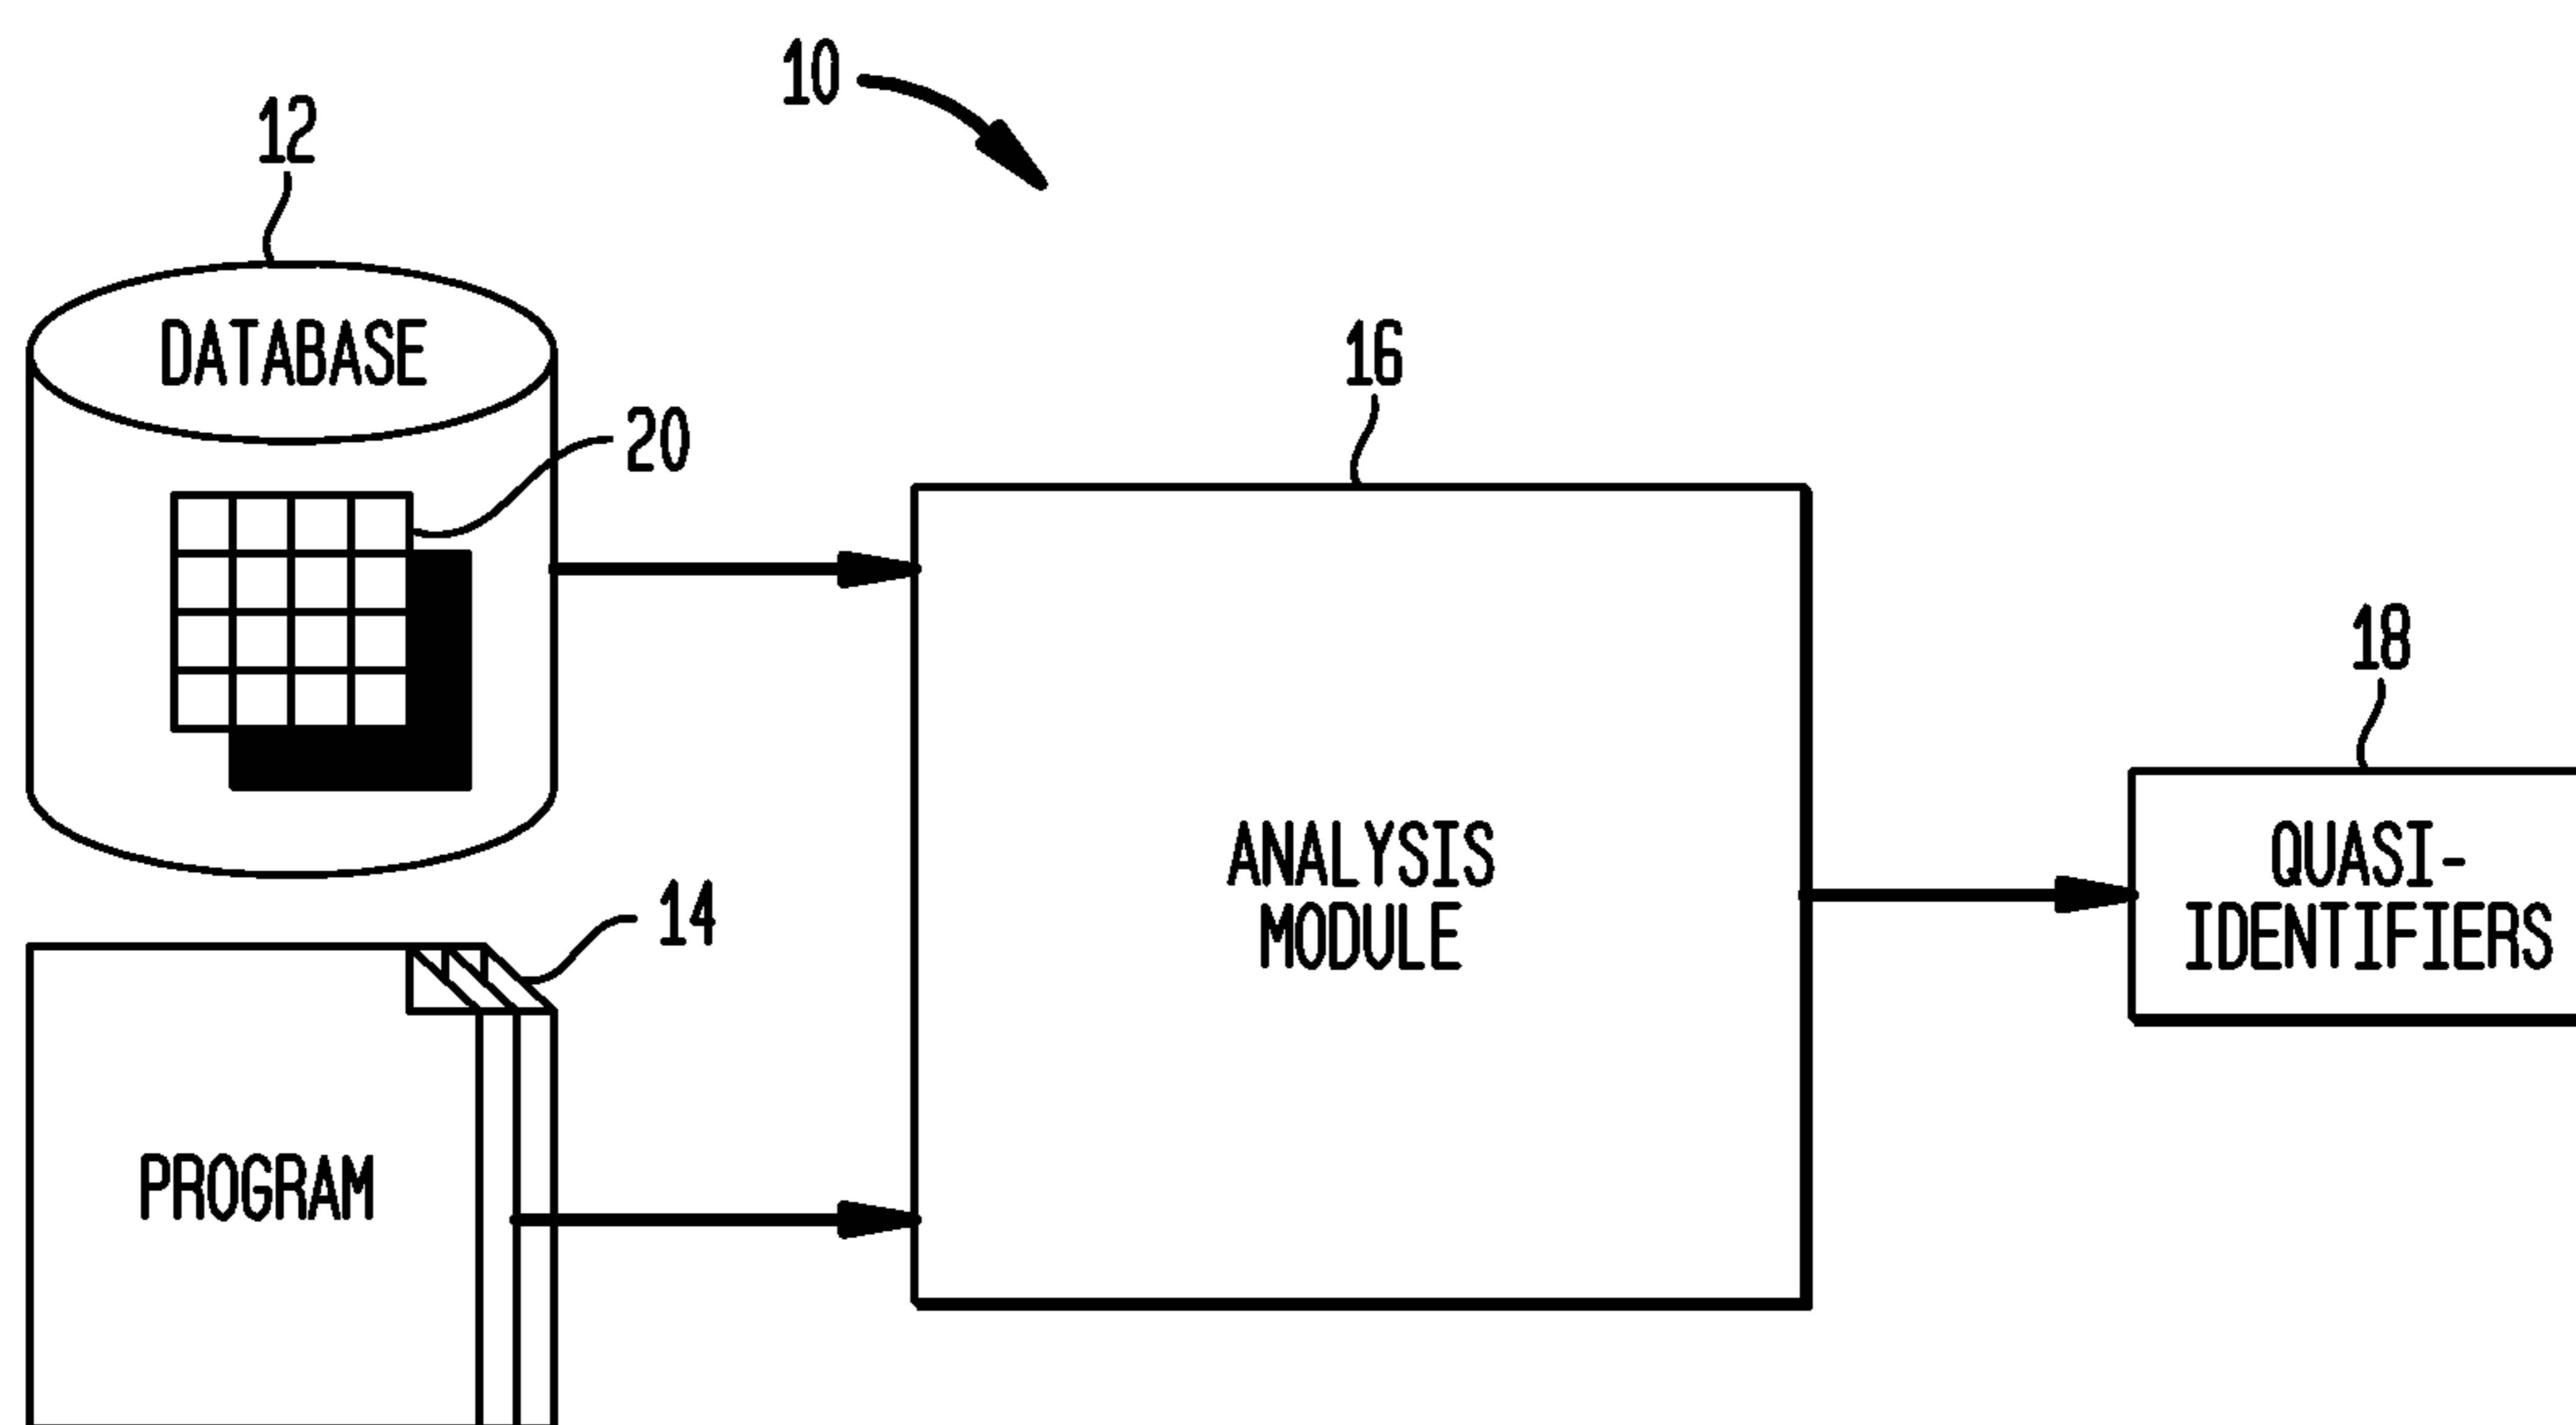 10
12
DATABASE
20
16
18
ANALYSIS
MODULE
QUASI-
IDENTIFIERS
14
PROGRAM